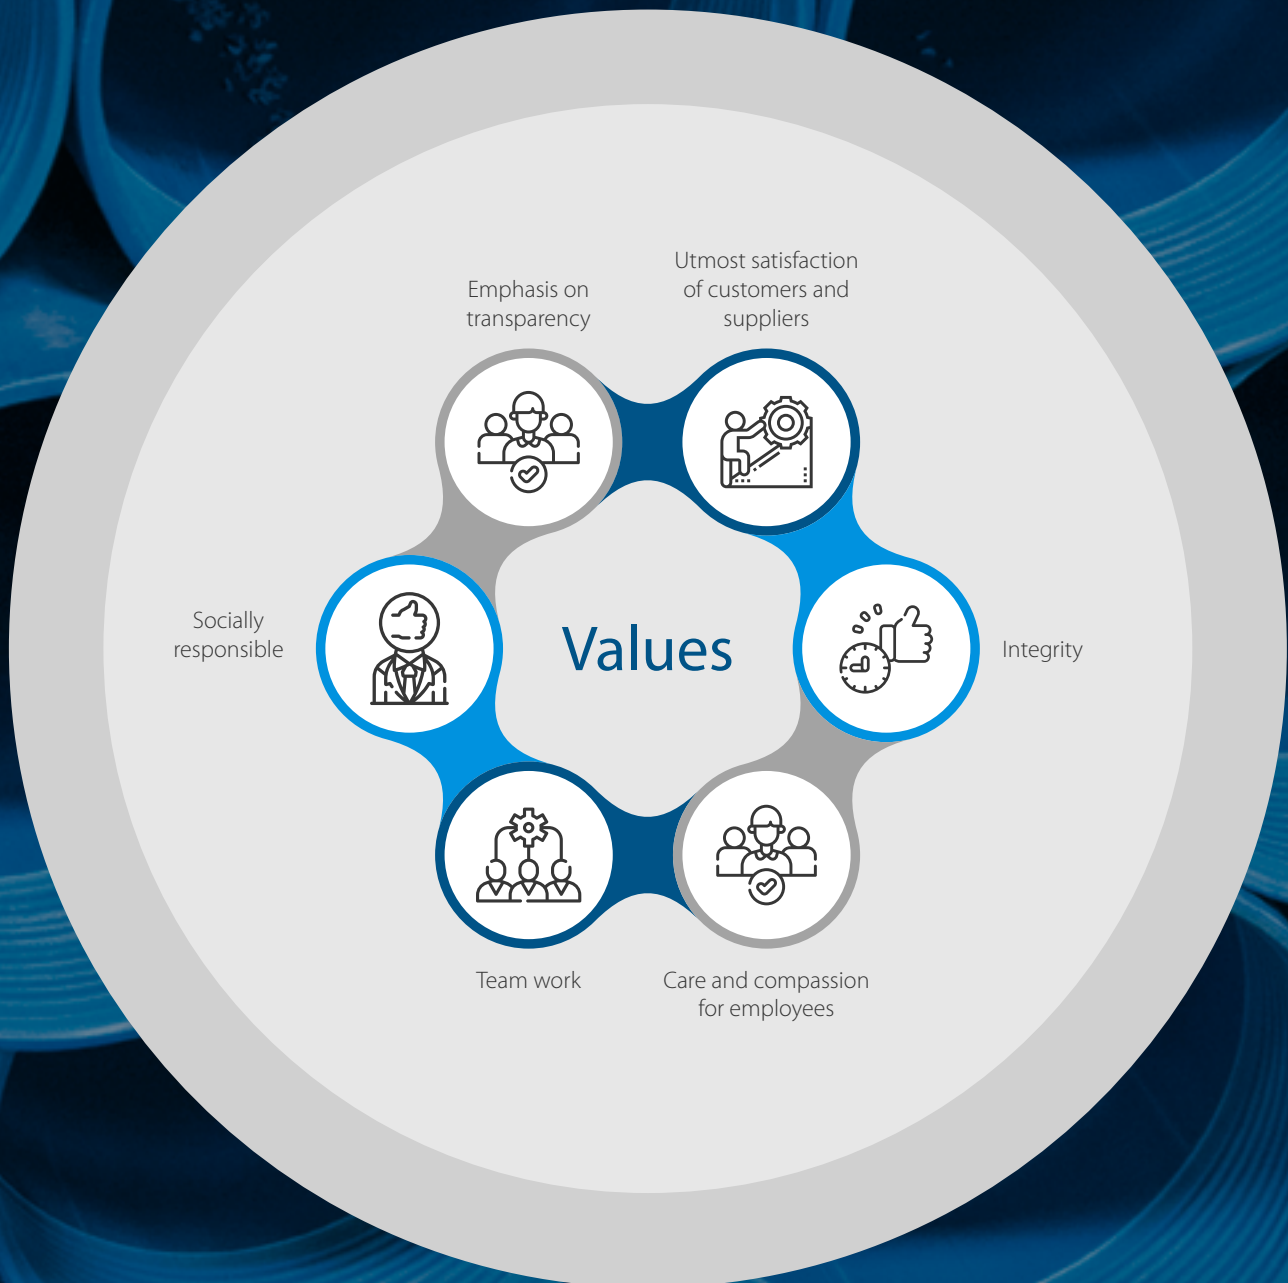 Utmost satisfaction
of customers and
suppliers
Emphasis on
transparency
Socially
responsible
Values
Integrity
Team work
Care and compassion
for employees